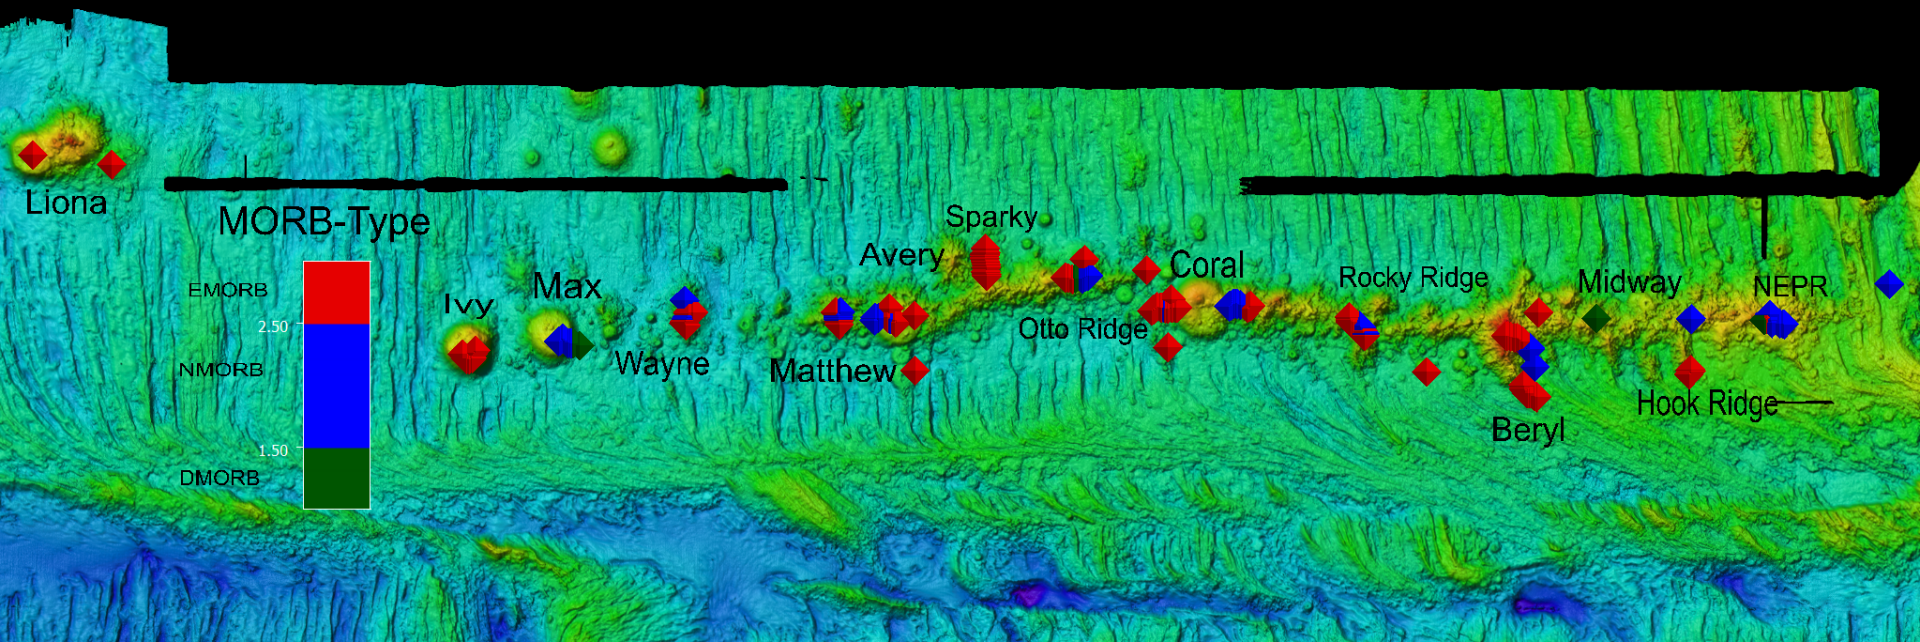 Liona
MORB-Type
EMORB
2.50
NMORB
1.50
DMORB
Ivy
Max
Wayne
Matthew
Avery
Sparky
Otto Ridge
Coral
Rocky Ridge
Beryl
Midway
Hook Ridge
NEPR